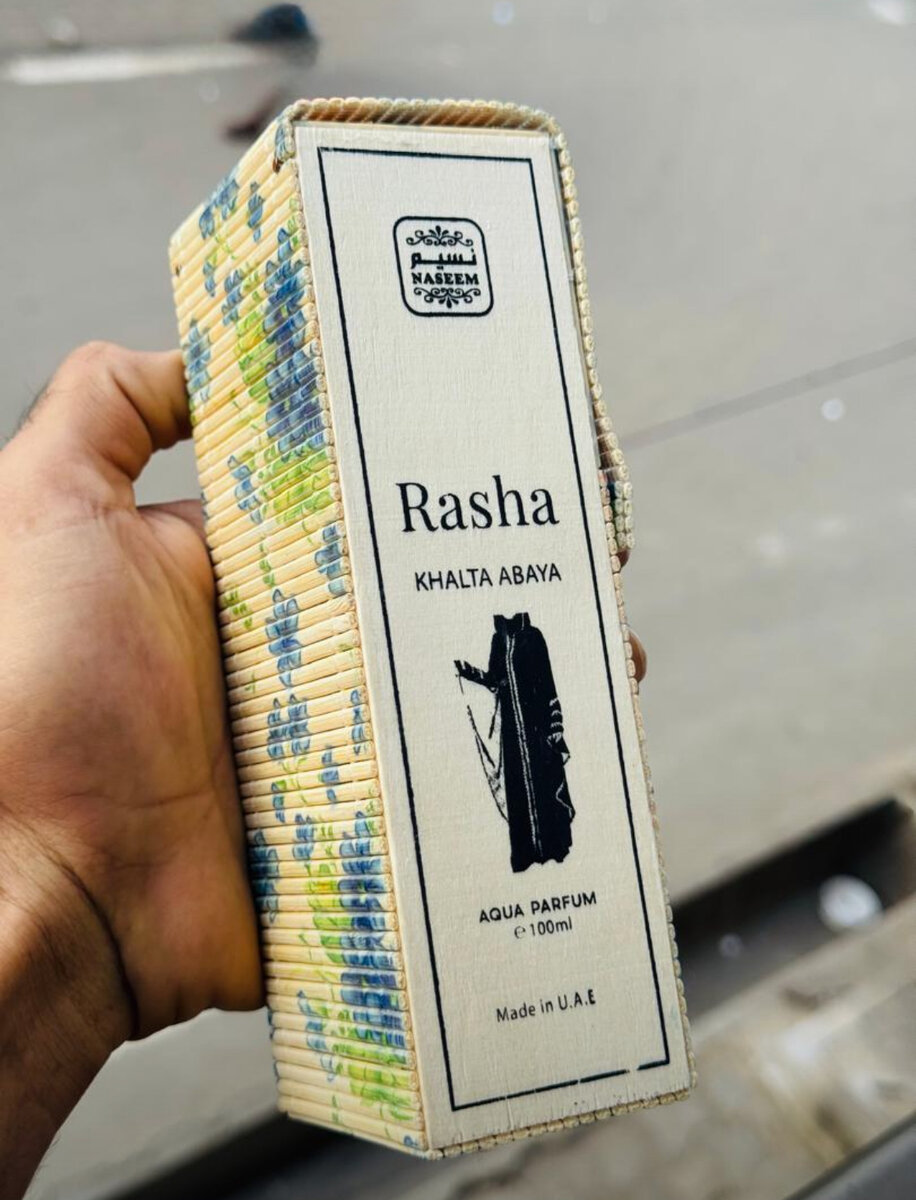 نسيم
NASEEM
Rasha
KHALTA ABAYA
AQUA PARFUM
℮ 100ml
Made in U.A.E